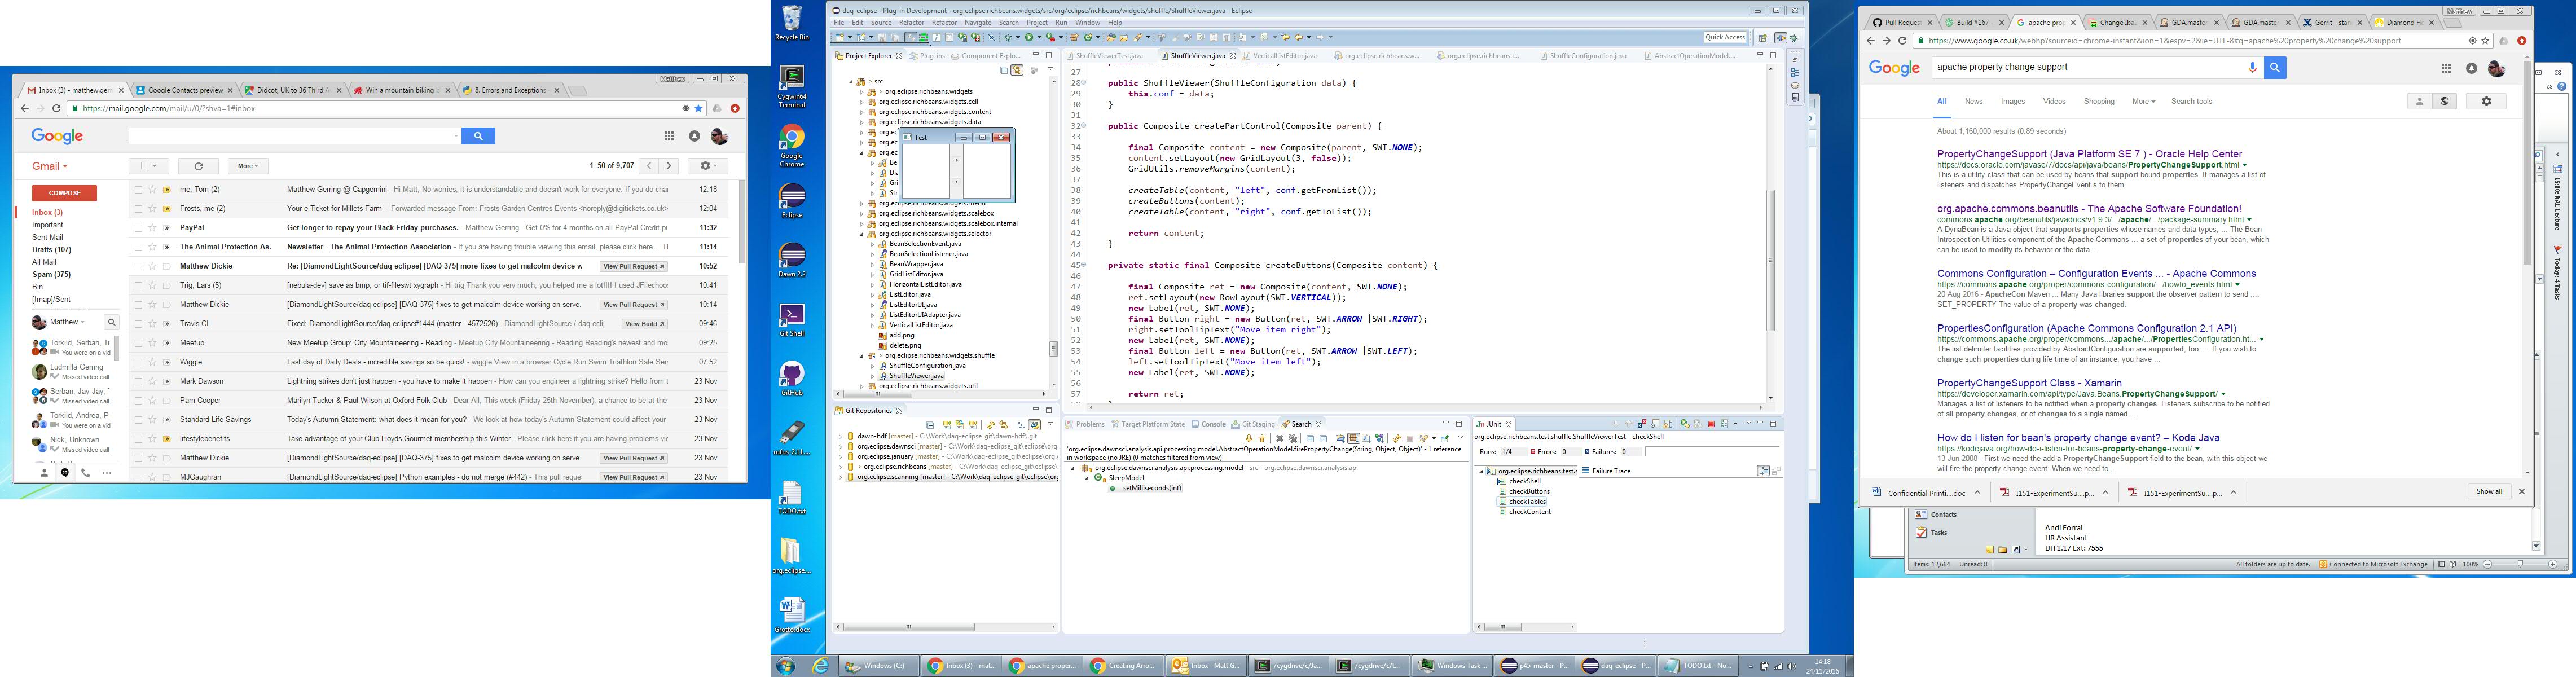 Matthew
Inbox (3) - matthew.gerr
Google Contacts preview
Didcot, UK to 36 Third A
Win a mountain biking b
8. Errors and Exceptions
https://mail.google.com/mail/u/0/?shva=1#inbox
Google
Gmail
More
1–50 of 9,707
COMPOSE
Inbox (3)
Important
Sent Mail
Drafts (107)
All Mail
Spam (375)
Bin
[Imap]/Sent
Matthew
Torkild, Serban, Tr
You were on a vid
Ludmilla Gerring
Missed video call
Serban, Jay Jay,
Missed video call
Torkild, Andrea, P
You were on a vid
Nick, Unknown
Missed video call
me, Tom (2) Matthew Gerring @ Capgemini - Hi Matt, No worries, it is understandable and doesn't work for everyone. If you do cha 12:18
Frosts, me (2) Your e-Ticket for Millets Farm - Forwarded message From: Frosts Garden Centres Events <noreply@digitickets.co.uk> 12:04
PayPal Get longer to repay your Black Friday purchases. - Matthew Gerring - Get 0% for 4 months on all PayPal Credit pu 11:32
The Animal Protection As. Newsletter - The Animal Protection Association - If you are having trouble viewing this email, please click here... 11:14
Matthew Dickie Re: [DiamondLightSource/daq-eclipse] [DAQ-375] more fixes to get malcolm device w View Pull Request 10:52
Trig, Lars (5) [nebula-dev] save as bmp, or tif-fileswt xygraph - Hi trig Thank you very much, you helped me a lot!!!! I used JFilechoos 10:41
Matthew Dickie [DiamondLightSource/daq-eclipse] [DAQ-375] fixes to get malcolm device working on serve. View Pull Request 10:14
Travis CI Fixed: DiamondLightSource/daq-eclipse#1444 (master - 4572526) - DiamondLightSource / daq-eclip View Build 09:46
Meetup New Meetup Group: City Mountaineering - Reading - Meetup City Mountaineering - Reading Reading's newest and mo 09:25
Wiggle Last day of Daily Deals - incredible savings so be quick! - wiggle View in a browser Cycle Run Swim Triathlon Sale Ser 07:52
Mark Dawson Lightning strikes don't just happen - you have to make it happen - How can you engineer a lightning strike? Hello from t 23 Nov
Pam Cooper Marilyn Tucker & Paul Wilson at Oxford Folk Club - Dear All, This week (Friday 25th November), a chance to be at the 23 Nov
Standard Life Savings Today's Autumn Statement: what does it mean for you? - We look at how today's Autumn Statement could affect your 23 Nov
lifestylebenefits Take advantage of your Club Lloyds Gourmet membership this Winter - Please click here if you are having problems vie 23 Nov
Matthew Dickie [DiamondLightSource/daq-eclipse] [DAQ-375] fixes to get malcolm device working on serve. View Pull Request 23 Nov
MJGaughran Python examples - do not merge (#442) - This pull reque View Pull Request 23 Nov
Recycle Bin
Cygwin64 Terminal
Google Chrome
Eclipse
Dawn 2.2
Git Shell
GitHub
rufus-2.11....
TODO.txt
org.eclipse....
daq-eclipse - Plug-in Development - org.eclipse.richbeans.widgets/src/org/eclipse/richbeans/widgets/shuffle/ShuffleViewer.java - Eclipse
File Edit Source Refactor Refactor Navigate Search Project Run Window Help
Quick Access
Project Explorer Plug-ins Component Explo...
src
org.eclipse.richbeans.widgets
org.eclipse.richbeans.widgets.cell
org.eclipse.richbeans.widgets.content
org.eclipse.richbeans.widgets.data
Test
org.eclipse.richbeans.widgets.scalebox
org.eclipse.richbeans.widgets.scalebox.internal
org.eclipse.richbeans.widgets.selector
BeanSelectionEvent.java
BeanSelectionListener.java
BeanWrapper.java
GridListEditor.java
HorizontalListEditor.java
ListEditor.java
ListEditorUI.java
ListEditorUIAdapter.java
VerticalListEditor.java
add.png
delete.png
org.eclipse.richbeans.widgets.shuffle
ShuffleConfiguration.java
ShuffleViewer.java
org.eclipse.richbeans.widgets.util
ShuffleViewerTest.java ShuffleViewer.java VerticalListEditor.java org.eclipse.richbeans.w... org.eclipse.richbeans.t... ShuffleConfiguration.java AbstractOperationModel....
27
28 public ShuffleViewer(ShuffleConfiguration data) {
29 this.conf = data;
30 }
31
32 public Composite createPartControl(Composite parent) {
33
34 final Composite content = new Composite(parent, SWT.NONE);
35 content.setLayout(new GridLayout(3, false));
36 GridUtils.removeMargins(content);
37
38 createTable(content, "left", conf.getFromList());
39 createButtons(content);
40 createTable(content, "right", conf.getToList());
41
42 return content;
43 }
44
45 private static final Composite createButtons(Composite content) {
46
47 final Composite ret = new Composite(content, SWT.NONE);
48 ret.setLayout(new RowLayout(SWT.VERTICAL));
49 new Label(ret, SWT.NONE);
50 final Button right = new Button(ret, SWT.ARROW |SWT.RIGHT);
51 right.setToolTipText("Move item right");
52 new Label(ret, SWT.NONE);
53 final Button left = new Button(ret, SWT.ARROW |SWT.LEFT);
54 left.setToolTipText("Move item left");
55 new Label(ret, SWT.NONE);
56
57 return ret;
Git Repositories
dawn-hdf [master] - C:\Work\daq-eclipse_git\dawn-hdf\.git
org.eclipse.dawnsci [master] - C:\Work\daq-eclipse_git\eclipse\org.e
org.eclipse.january [master] - C:\Work\daq-eclipse_git\eclipse\org.e
org.eclipse.richbeans [master] - C:\Work\daq-eclipse_git\eclipse\
org.eclipse.scanning [master] - C:\Work\daq-eclipse_git\eclipse\org
Problems Target Platform State Console Git Staging Search
'org.eclipse.dawnsci.analysis.api.processing.model.AbstractOperationModel.firePropertyChange(String, Object, Object)' - 1 reference
in workspace (no JRE) (0 matches filtered from view)
org.eclipse.dawnsci.analysis.api.processing.model - src - org.eclipse.dawnsci.analysis.api
SleepModel
setMilliseconds(int)
JUnit
org.eclipse.richbeans.test.shuffle.ShuffleViewerTest - checkShell
Runs: 1/4 Errors: 0 Failures: 0
org.eclipse.richbeans.test.s Failure Trace
checkShell
checkButtons
checkTables
checkContent
Windows (C:) Inbox (3) - mat... apache proper... Creating Arro... Inbox - Matt.G... /cygdrive/c/Ja... /cygdrive/c/t... Windows Task ... p45-master - P... daq-eclipse - P... TODO.txt - No...
14:18
24/11/2016
Matthew
Pull Reques Build #167 apache prop Change Iba GDA.master GDA.master Gerrit - sta Diamond H
https://www.google.co.uk/webhp?sourceid=chrome-instant&ion=1&espv=2&ie=UTF-8#q=apache%20property%20change%20support
Google
apache property change support
All News Images Videos Shopping More Search tools
About 1,160,000 results (0.89 seconds)
PropertyChangeSupport (Java Platform SE 7 ) - Oracle Help Center
https://docs.oracle.com/javase/7/docs/api/java/beans/PropertyChangeSupport.html
This is a utility class that can be used by beans that support bound properties. It manages a list of
listeners and dispatches PropertyChangeEvent s to them.
org.apache.commons.beanutils - The Apache Software Foundation!
commons.apache.org/beanutils/javadocs/v1.9.3/.../apache/.../package-summary.html
A DynaBean is a Java object that supports properties whose names and data types, ... The Bean
Introspection Utilities component of the Apache Commons ... a set of properties of your bean, which
can be used to modify its behavior or the data ...
Commons Configuration – Configuration Events ... - Apache Commons
https://commons.apache.org/proper/commons-configuration/.../howto_events.html
20 Aug 2016 - ApacheCon Maven ... Many Java libraries support the observer pattern to send ....
SET_PROPERTY The value of a property was changed.
PropertiesConfiguration (Apache Commons Configuration 2.1 API)
https://commons.apache.org/proper/commons.../apache/.../PropertiesConfiguration.ht...
The list delimiter facilities provided by AbstractConfiguration are supported, too. ... If you wish to
change such properties during life time of an instance, you have ...
PropertyChangeSupport Class - Xamarin
https://developer.xamarin.com/api/type/Java.Beans.PropertyChangeSupport/
Manages a list of listeners to be notified when a property changes. Listeners subscribe to be notified
of all property changes, or of changes to a single named ...
How do I listen for bean's property change event? – Kode Java
https://kodejava.org/how-do-i-listen-for-beans-property-change-event/
13 Jun 2008 - First we need the add a PropertyChangeSupport field to the bean, with this object we
will fire the property change event. When we need to ...
Confidential Printi....doc I151-ExperimentSu....p... I151-ExperimentSu....p... Show all
Contacts
Tasks
Andi Forrai
HR Assistant
DH 1.17 Ext: 7555
Items: 12,664 Unread: 8 All folders are up to date. Connected to Microsoft Exchange 100%
15:00: RAL Lecture
Today: 4 Tasks